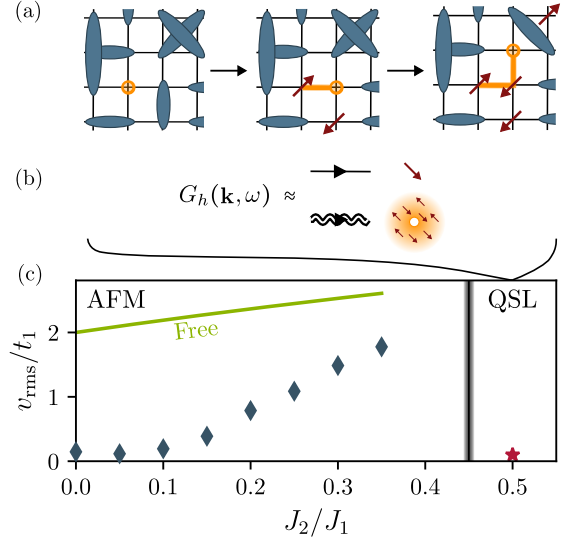 (a)
(b)
G_h(𝐤, ω) ≈
(c)
AFM
QSL
Free
v_rms/t_1
2
1
0
0.0 0.1 0.2 0.3 0.4 0.5
J_2/J_1